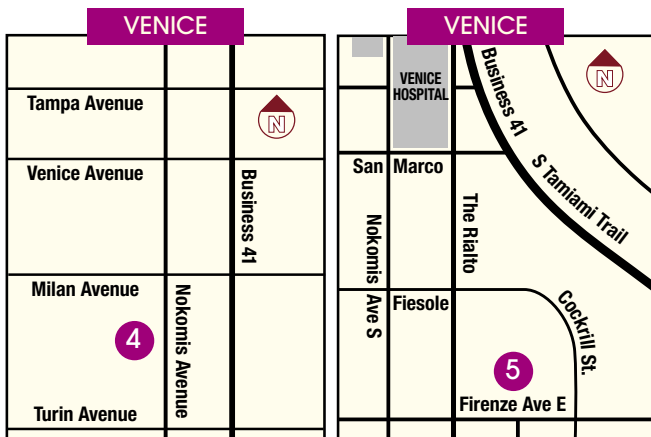 VENICE
Tampa Avenue
N
Venice Avenue
Business 41
Milan Avenue
Nokomis Avenue
4
Turin Avenue
VENICE
VENICE
HOSPITAL
Business 41
N
San Marco
S Tamiami Trail
Nokomis Ave S
The Rialto
Fiesole
Cockrill St.
5
Firenze Ave E